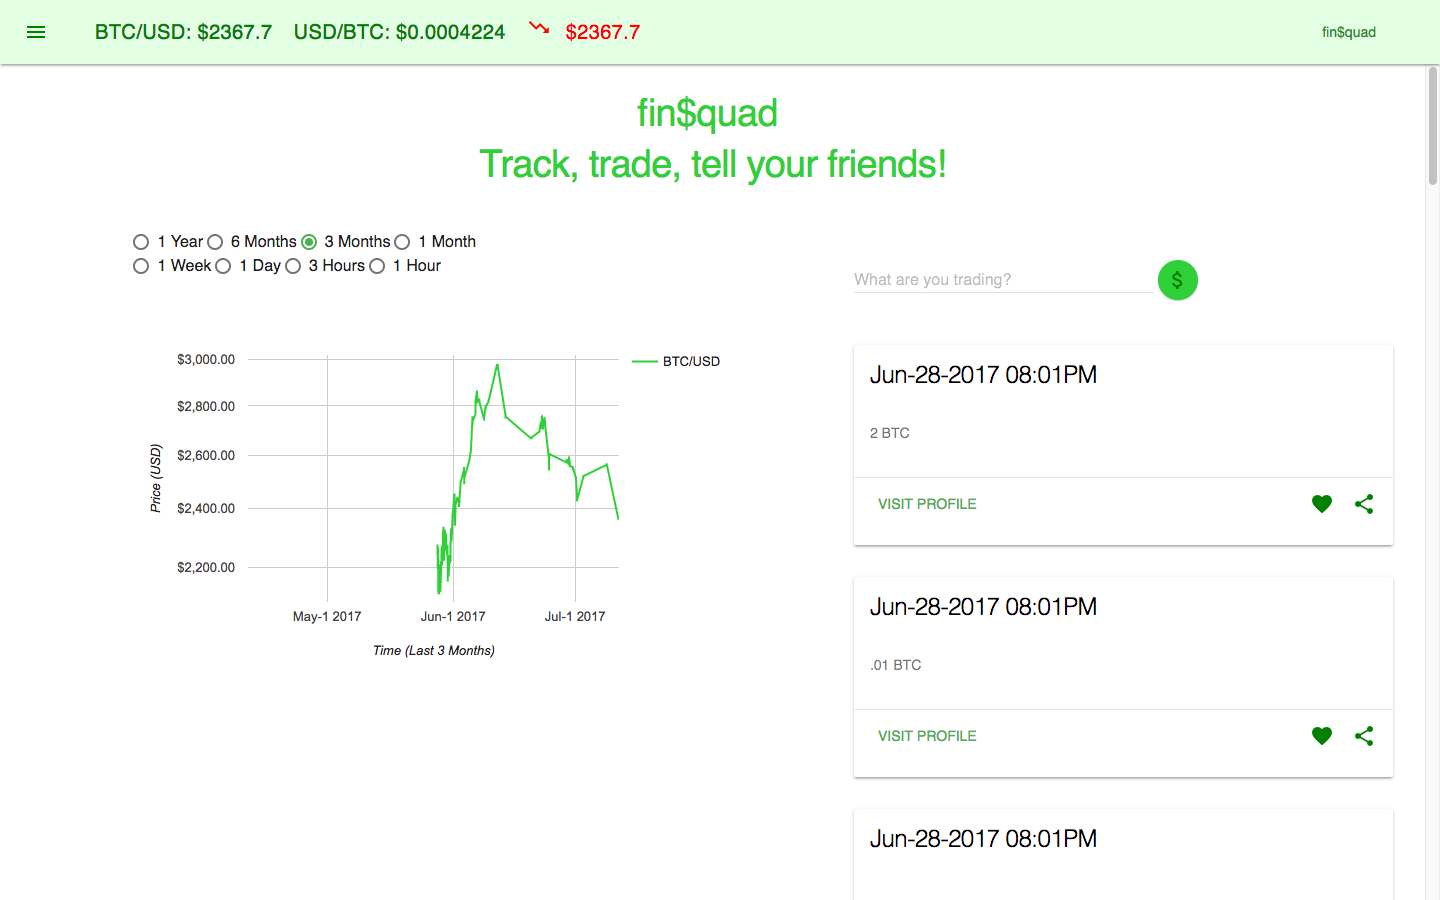 BTC/USD: $2367.7 USD/BTC: $0.0004224 $2367.7 fin$quad
fin$quad
Track, trade, tell your friends!
1 Year 6 Months 3 Months 1 Month
1 Week 1 Day 3 Hours 1 Hour
$3,000.00
$2,800.00
$2,600.00
$2,400.00
$2,200.00
Price (USD)
BTC/USD
May-1 2017 Jun-1 2017 Jul-1 2017
Time (Last 3 Months)
What are you trading? $
Jun-28-2017 08:01PM
2 BTC
VISIT PROFILE
Jun-28-2017 08:01PM
.01 BTC
VISIT PROFILE
Jun-28-2017 08:01PM